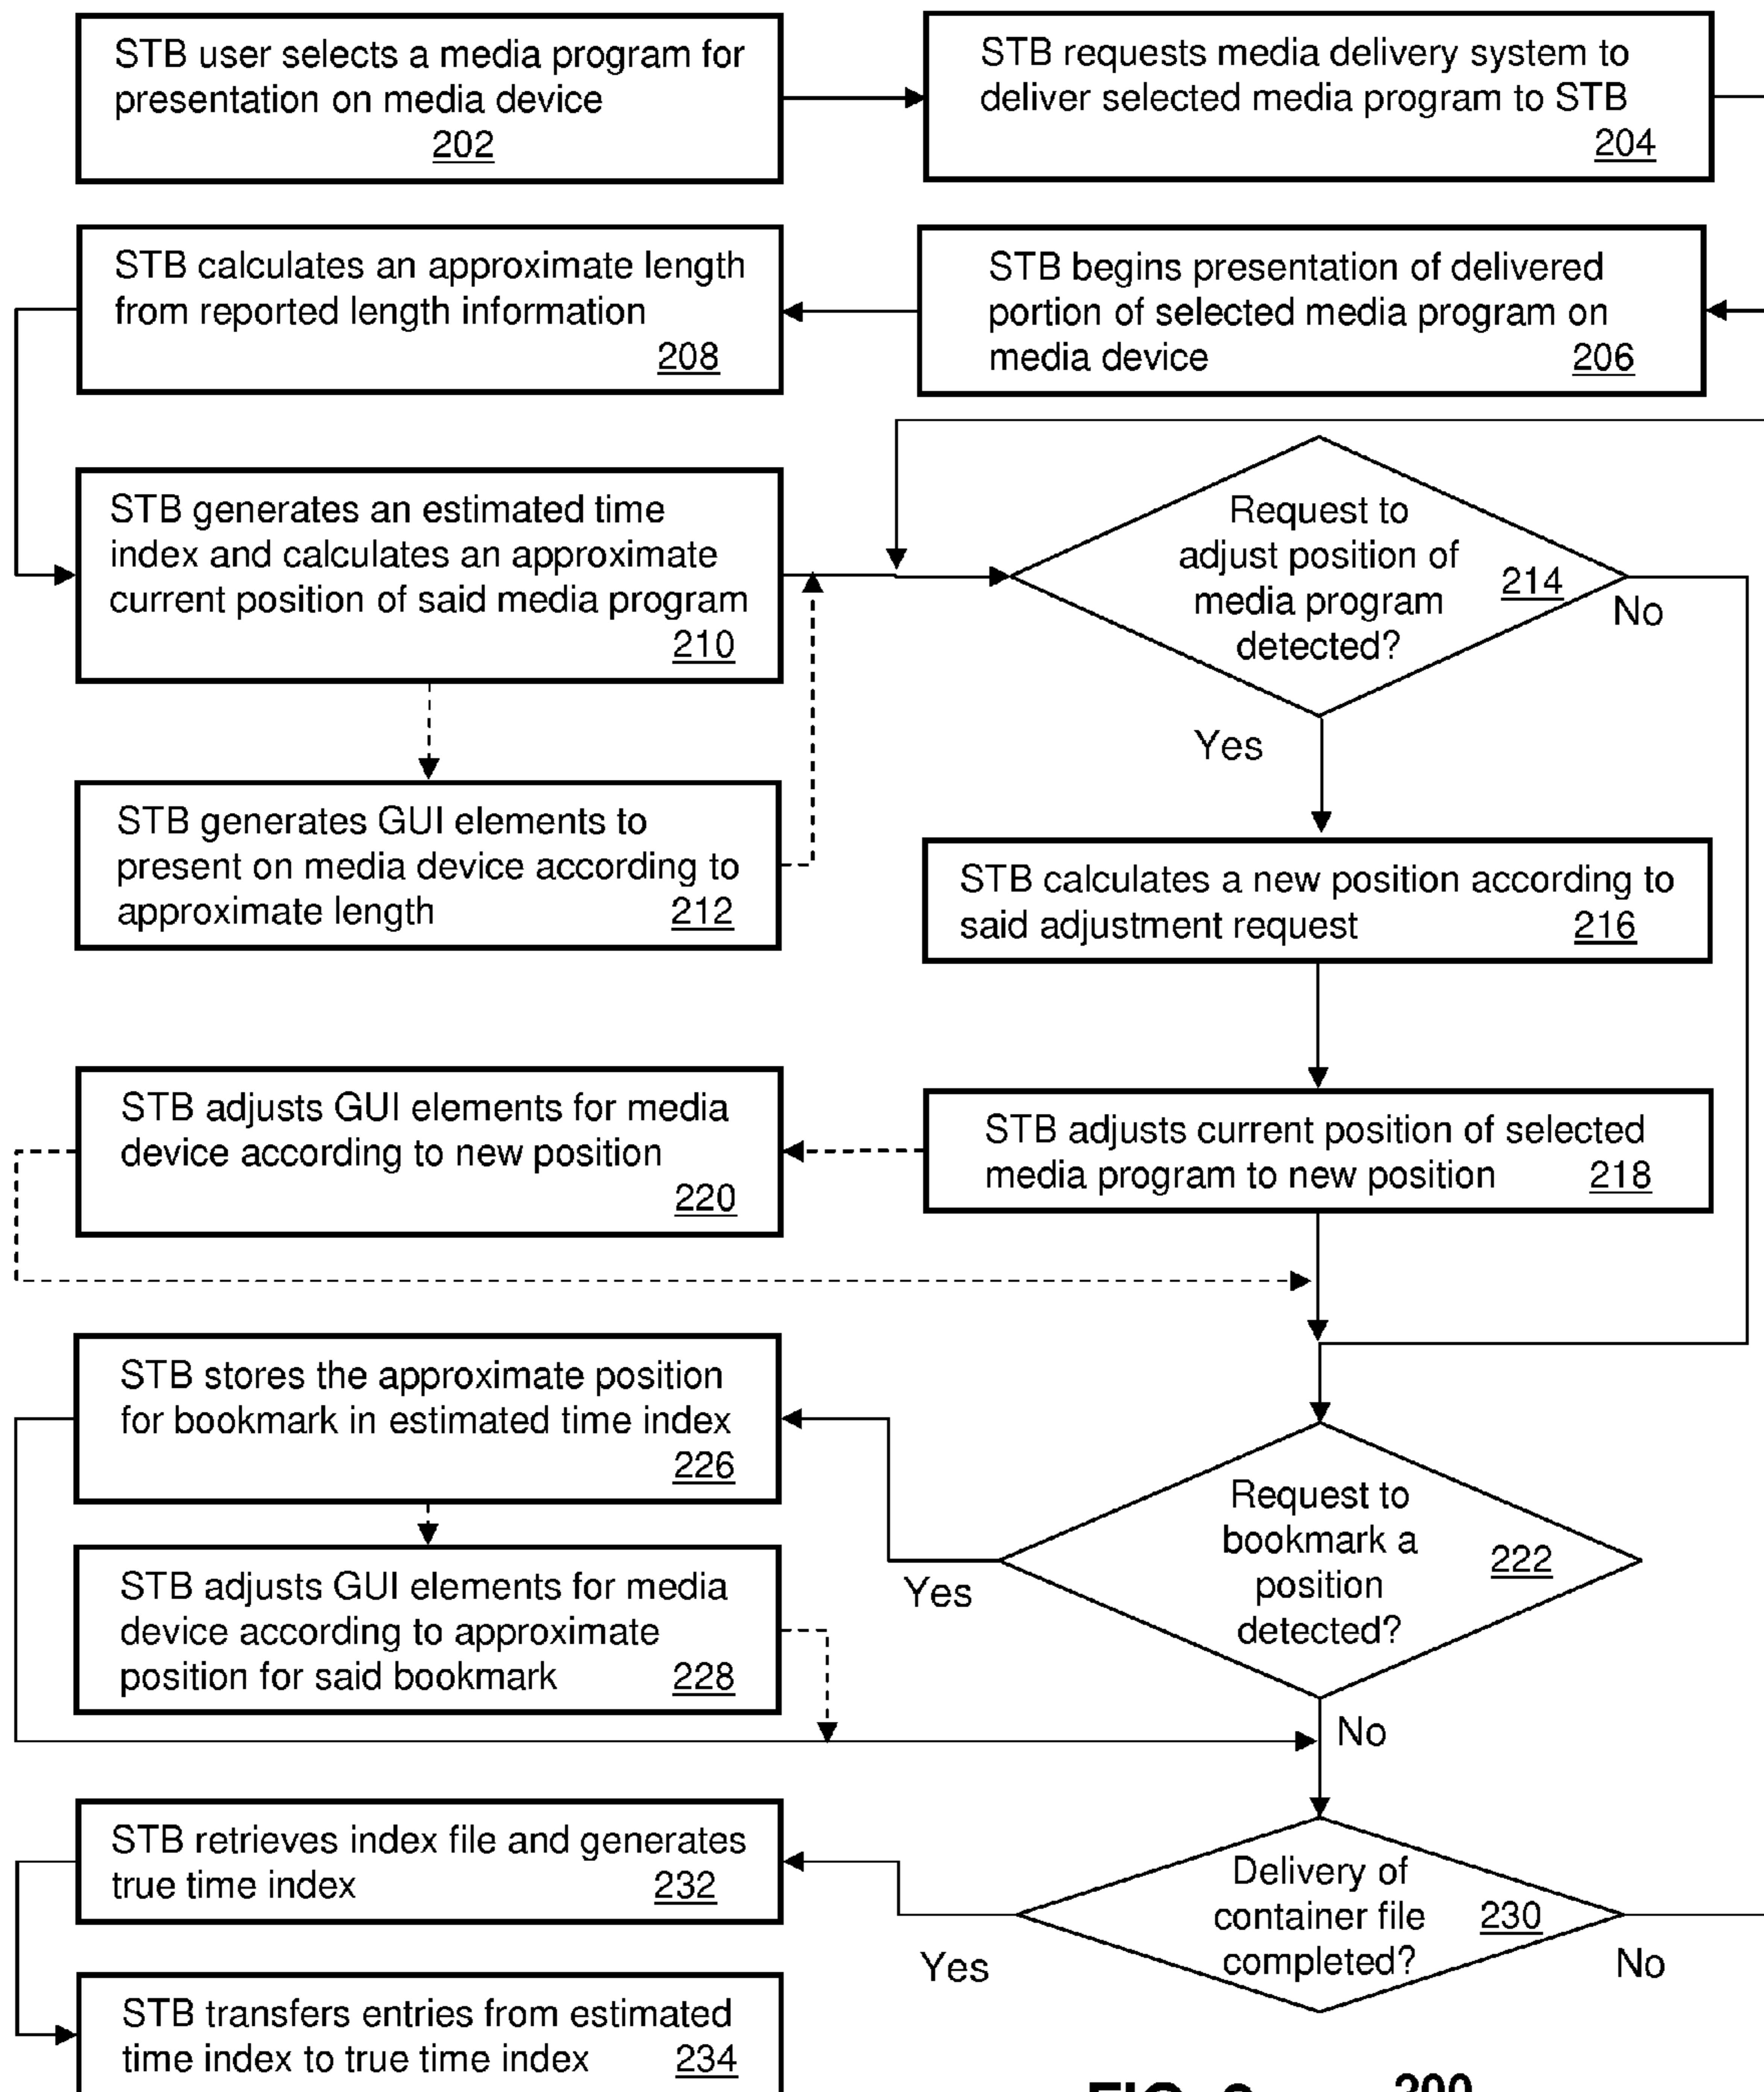 STB user selects a media program for
presentation on media device
202
STB requests media delivery system to
deliver selected media program to STB
204
STB calculates an approximate length
from reported length information
208
STB begins presentation of delivered
portion of selected media program on
media device 206
STB generates an estimated time
index and calculates an approximate
current position of said media program
210
Request to
adjust position of
media program
detected?
214
No
Yes
STB generates GUI elements to
present on media device according to
approximate length 212
STB calculates a new position according to
said adjustment request 216
STB adjusts GUI elements for media
device according to new position
220
STB adjusts current position of selected
media program to new position 218
STB stores the approximate position
for bookmark in estimated time index
226
Request to
bookmark a
position
detected?
222
Yes
No
STB adjusts GUI elements for media
device according to approximate
position for said bookmark 228
STB retrieves index file and generates
true time index 232
Delivery of
container file
completed?
230
Yes
No
STB transfers entries from estimated
time index to true time index 234